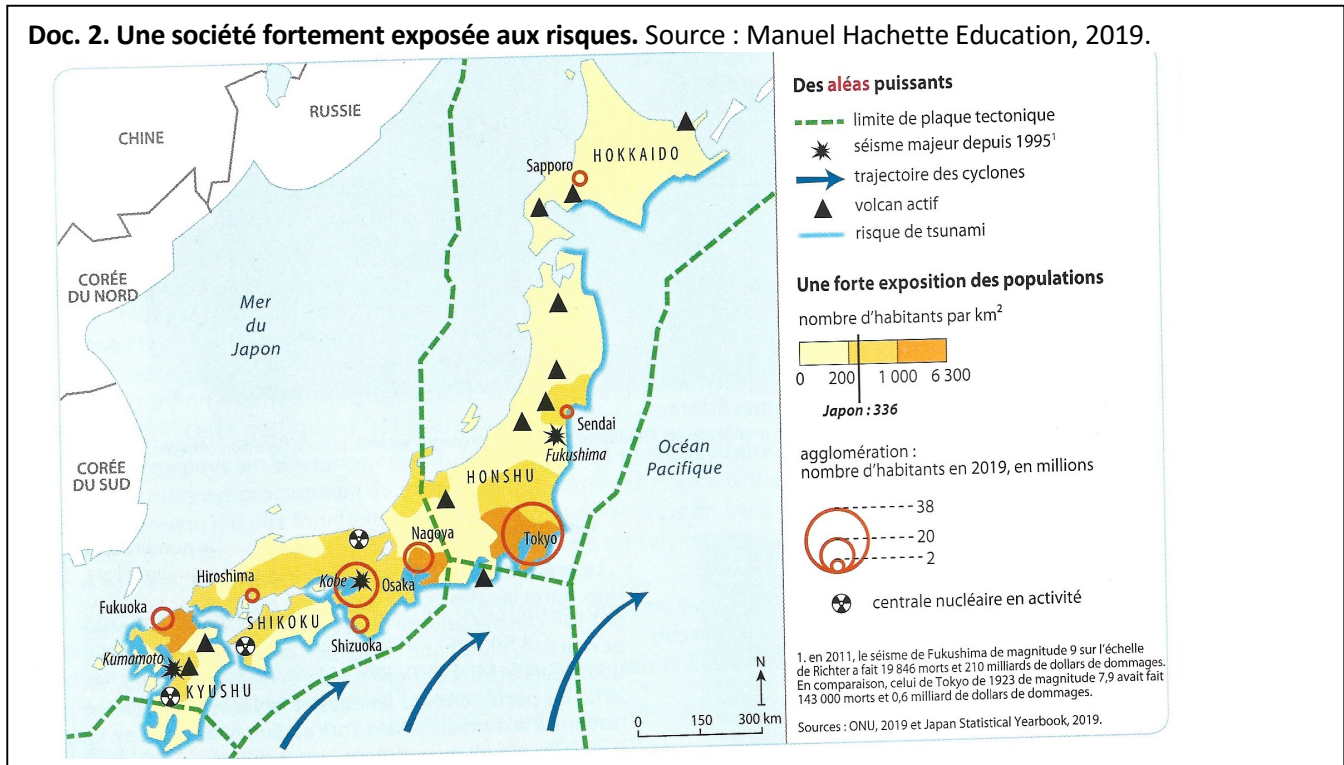 Doc. 2. Une société fortement exposée aux risques. Source : Manuel Hachette Education, 2019.
CHINE
RUSSIE
CORÉE
DU NORD
CORÉE
DU SUD
Mer
du
Japon
Océan
Pacifique
HOKKAIDO
Sapporo
HONSHU
Sendai
Fukushima
Tokyo
Nagoya
Kobe
Osaka
Hiroshima
SHIKOKU
Shizuoka
Fukuoka
Kumamoto
KYUSHU
N
0 150 300 km
Des aléas puissants
limite de plaque tectonique
séisme majeur depuis 1995¹
trajectoire des cyclones
volcan actif
risque de tsunami
Une forte exposition des populations
nombre d'habitants par km²
0 200 1 000 6 300
Japon : 336
agglomération :
nombre d'habitants en 2019, en millions
38
20
2
centrale nucléaire en activité
1. en 2011, le séisme de Fukushima de magnitude 9 sur l'échelle
de Richter a fait 19 846 morts et 210 milliards de dollars de dommages.
En comparaison, celui de Tokyo de 1923 de magnitude 7,9 avait fait
143 000 morts et 0,6 milliard de dollars de dommages.
Sources : ONU, 2019 et Japan Statistical Yearbook, 2019.